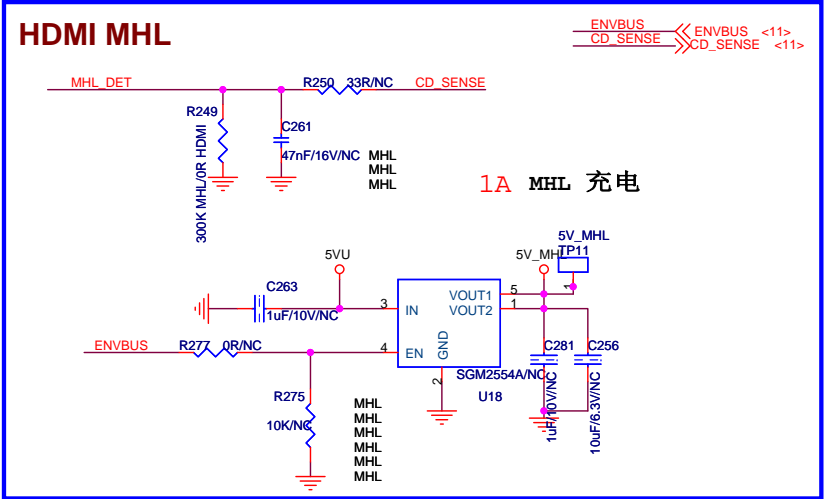 HDMI MHL
ENVBUS
ENVBUS <11>
CD_SENSE
CD_SENSE <11>
MHL_DET
R250 33R/NC
CD_SENSE
R249
300K MHL/0R HDMI
C261
47nF/16V/NC
MHL
MHL
MHL
1A MHL 充电
5V_MHL
TP11
1
5VU
5V_MHL
C263
1uF/10V/NC
3
IN
VOUT1
5
VOUT2
1
ENVBUS
R277 0R/NC
4
EN
GND
2
SGM2554A/NC
U18
C281
1uF/10V/NC
C256
10uF/6.3V/NC
R275
10K/NC
MHL
MHL
MHL
MHL
MHL
MHL